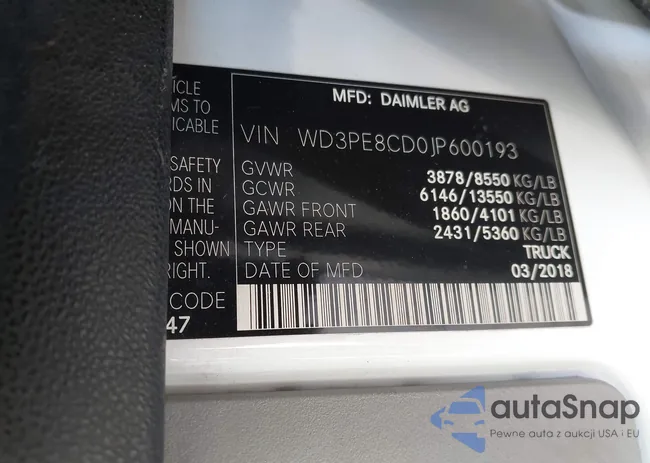 VEHICLE
MS TO
ICABLE
SAFETY
RDS IN
ON THE
MANU-
SHOWN
RIGHT.
CODE
47
MFD: DAIMLER AG
VIN WD3PE8CD0JP600193
GVWR 3878/8550 KG/LB
GCWR 6146/13550 KG/LB
GAWR FRONT 1860/4101 KG/LB
GAWR REAR 2431/5360 KG/LB
TYPE TRUCK
DATE OF MFD 03/2018
autaSnap
Pewne auta z aukcji USA i EU